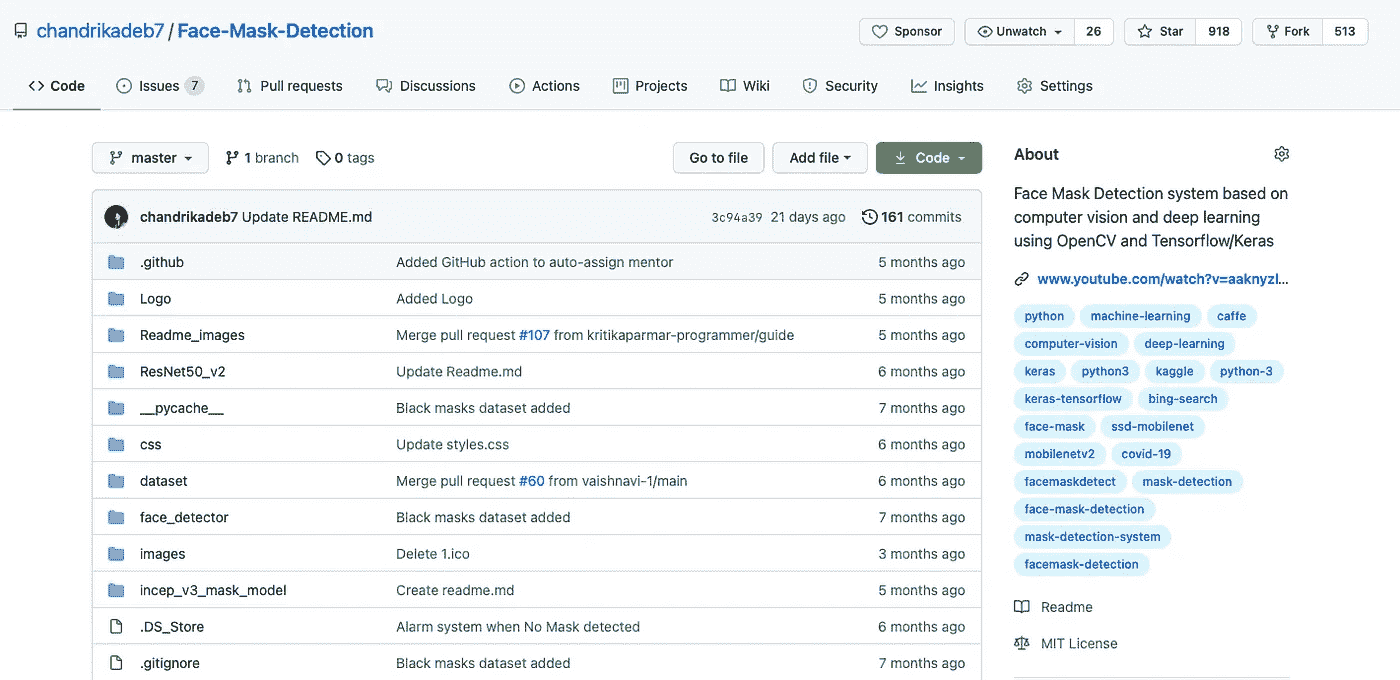 chandrikadeb7 / Face-Mask-Detection
Sponsor Unwatch 26 Star 918 Fork 513
Code Issues 7 Pull requests Discussions Actions Projects Wiki Security Insights Settings
master 1 branch 0 tags Go to file Add file Code
chandrikadeb7 Update README.md 3c94a39 21 days ago 161 commits
.github Added GitHub action to auto-assign mentor 5 months ago
Logo Added Logo 5 months ago
Readme_images Merge pull request #107 from kritikaparmar-programmer/guide 5 months ago
ResNet50_v2 Update Readme.md 6 months ago
__pycache__ Black masks dataset added 7 months ago
css Update styles.css 6 months ago
dataset Merge pull request #60 from vaishnavi-1/main 6 months ago
face_detector Black masks dataset added 7 months ago
images Delete 1.ico 3 months ago
incep_v3_mask_model Create readme.md 5 months ago
.DS_Store Alarm system when No Mask detected 6 months ago
.gitignore Black masks dataset added 7 months ago
About
Face Mask Detection system based on
computer vision and deep learning
using OpenCV and Tensorflow/Keras
www.youtube.com/watch?v=aaknyzl...
python machine-learning caffe
computer-vision deep-learning
keras python3 kaggle python-3
keras-tensorflow bing-search
face-mask ssd-mobilenet
mobilenetv2 covid-19
facemaskdetect mask-detection
face-mask-detection
mask-detection-system
facemask-detection
Readme
MIT License